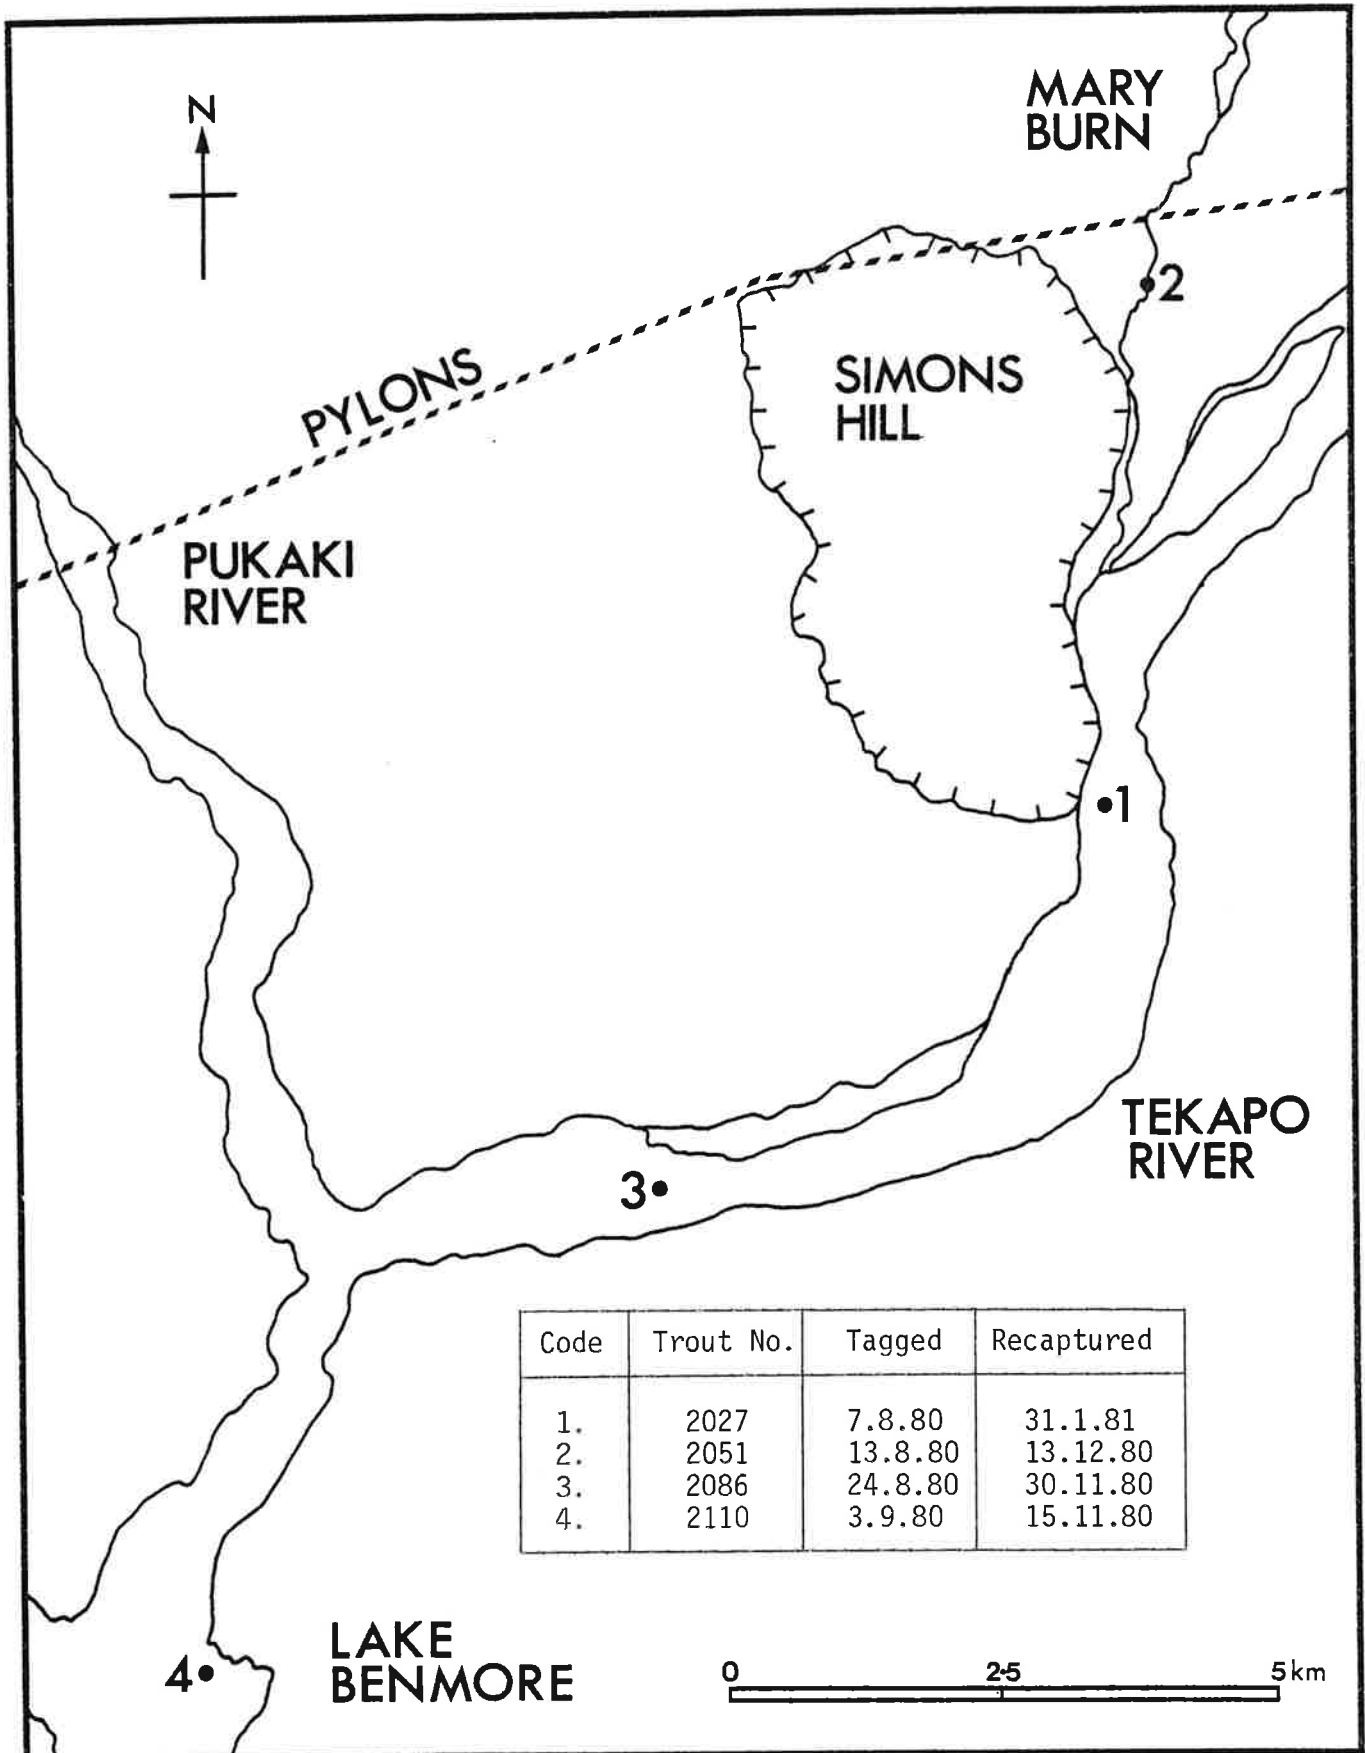 N
MARY
BURN
2
PYLONS
SIMONS
HILL
PUKAKI
RIVER
1
TEKAPO
RIVER
3
Code Trout No. Tagged Recaptured
1. 2027 7.8.80 31.1.81
2. 2051 13.8.80 13.12.80
3. 2086 24.8.80 30.11.80
4. 2110 3.9.80 15.11.80
LAKE
BENMORE
4
0 2·5 5km